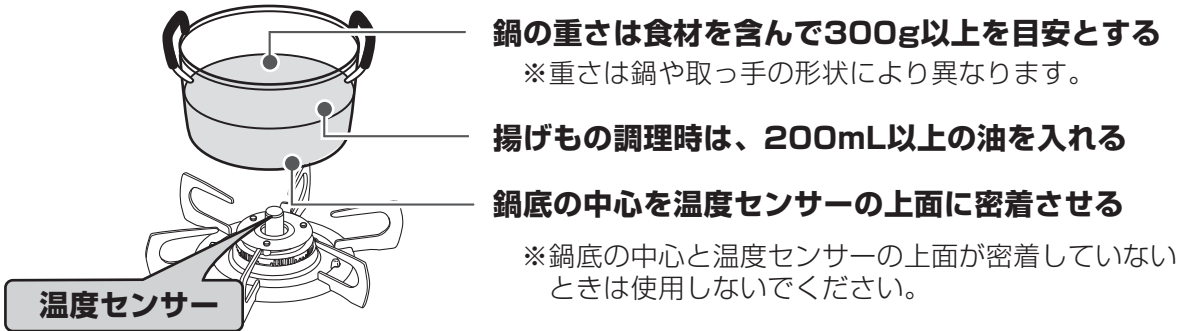 鍋の重さは食材を含んで300g以上を目安とする
※重さは鍋や取っ手の形状により異なります。
揚げもの調理時は、200mL以上の油を入れる
鍋底の中心を温度センサーの上面に密着させる
※鍋底の中心と温度センサーの上面が密着していない
ときは使用しないでください。
温度センサー